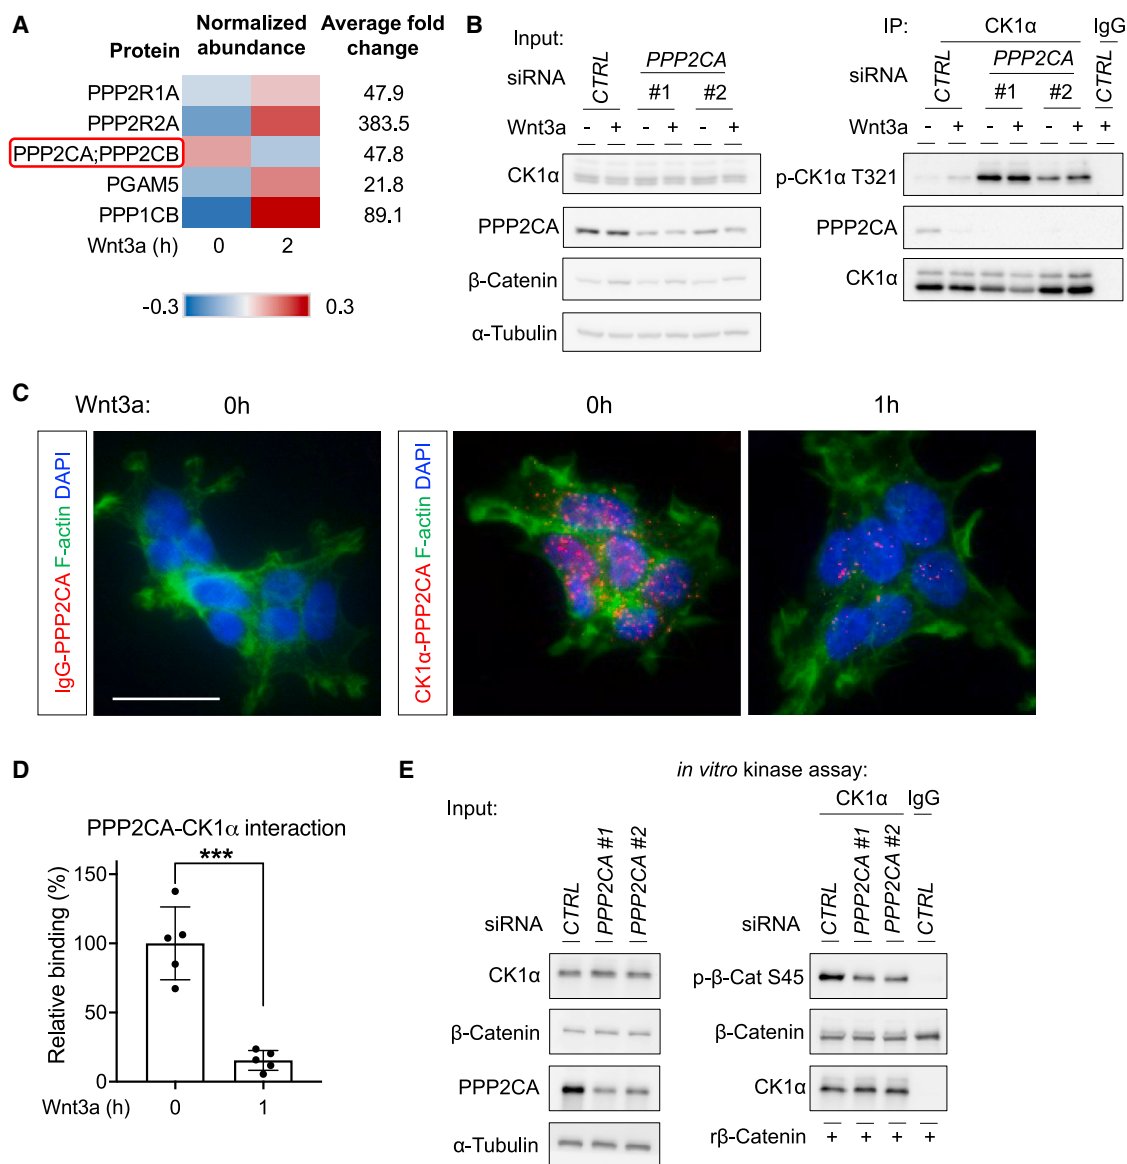 A
Protein Normalized abundance Average fold change
PPP2R1A 47.9
PPP2R2A 383.5
PPP2CA;PPP2CB 47.8
PGAM5 21.8
PPP1CB 89.1
Wnt3a (h) 0 2
-0.3 0.3
B
Input:
siRNA CTRL PPP2CA
#1 #2
Wnt3a - + - + - +
CK1α
PPP2CA
β-Catenin
α-Tubulin
IP: CK1α IgG
siRNA CTRL PPP2CA CTRL
#1 #2
Wnt3a - + - + - + +
p-CK1α T321
PPP2CA
CK1α
C
Wnt3a: 0h 0h 1h
IgG-PPP2CA F-actin DAPI
CK1α-PPP2CA F-actin DAPI
D
PPP2CA-CK1α interaction
***
Relative binding (%)
150
100
50
0
Wnt3a (h) 0 1
E
in vitro kinase assay:
Input:
siRNA CTRL PPP2CA #1 PPP2CA #2
CK1α
β-Catenin
PPP2CA
α-Tubulin
CK1α IgG
siRNA CTRL PPP2CA #1 PPP2CA #2 CTRL
p-β-Cat S45
β-Catenin
CK1α
rβ-Catenin + + + +